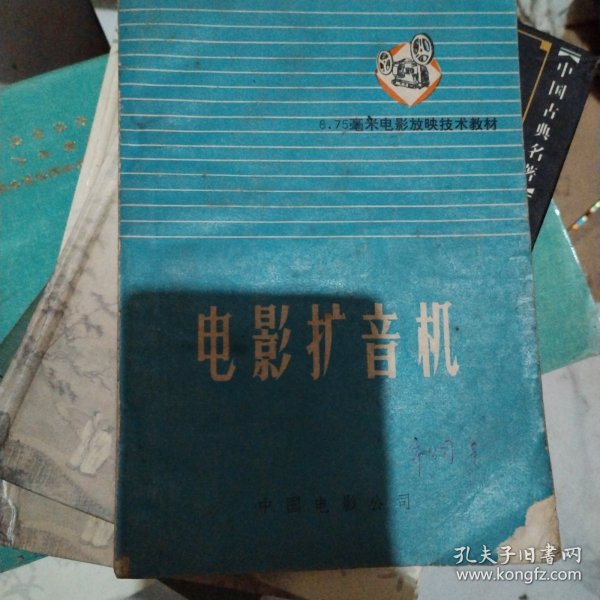 8.75毫米电影放映技术教材
电影扩音机
中国电影公司
【中国古典名著】
孔夫子旧书网
www.kongfz.com